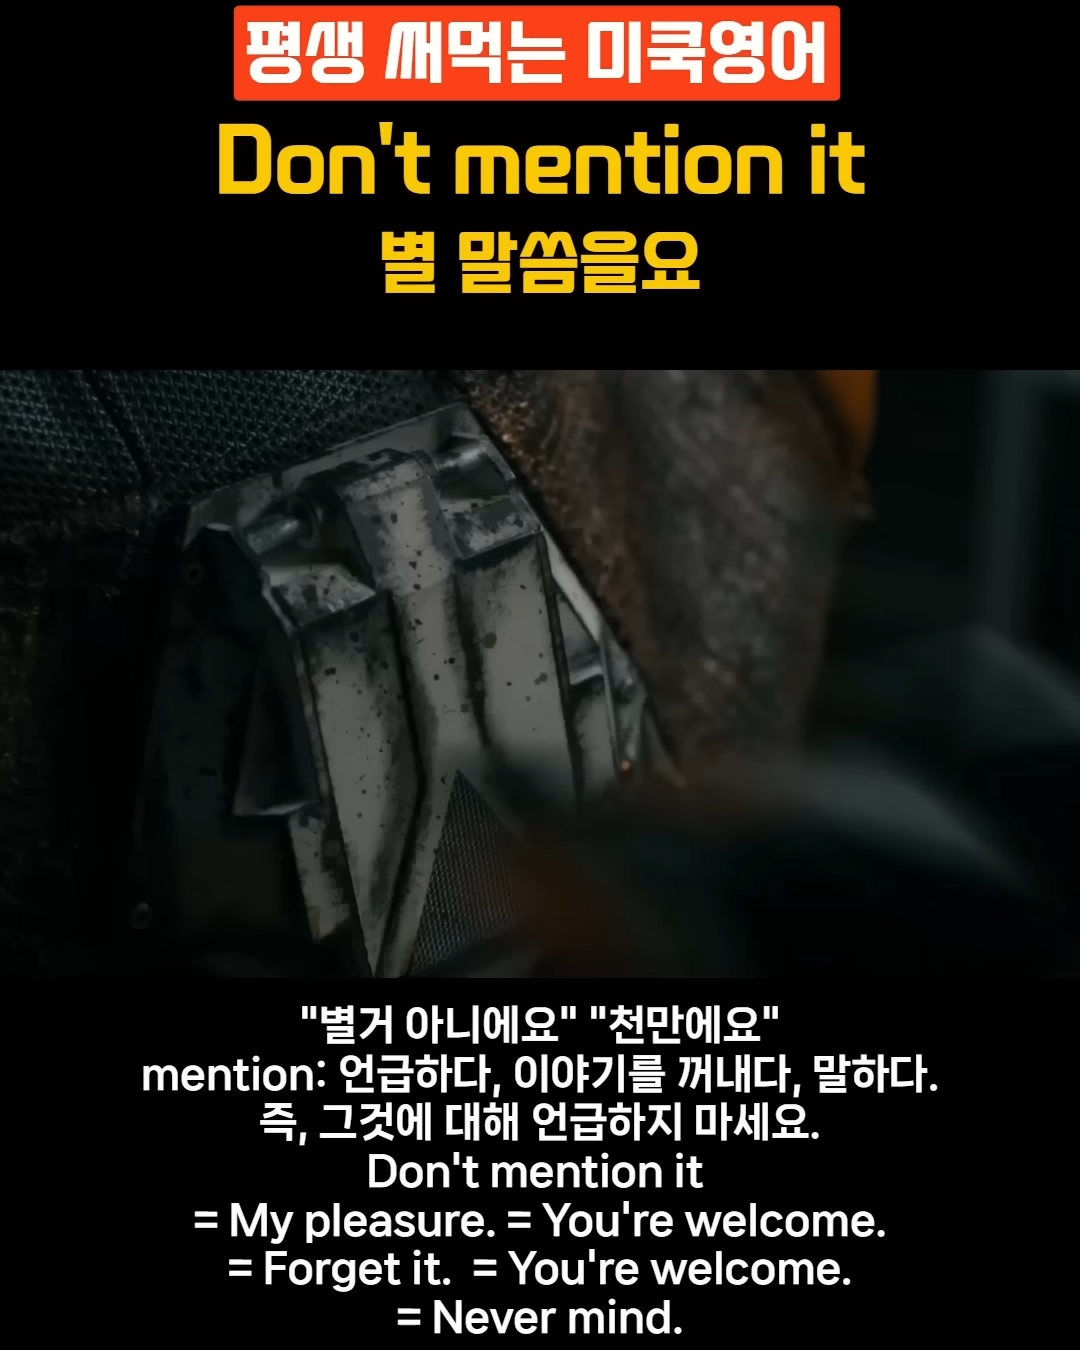 평생 써먹는 미쿡영어
Don't mention it
별 말씀을요
"별거 아니에요" "천만에요"
mention: 언급하다, 이야기를 꺼내다, 말하다.
즉, 그것에 대해 언급하지 마세요.
Don't mention it
= My pleasure. = You're welcome.
= Forget it.  = You're welcome.
= Never mind.